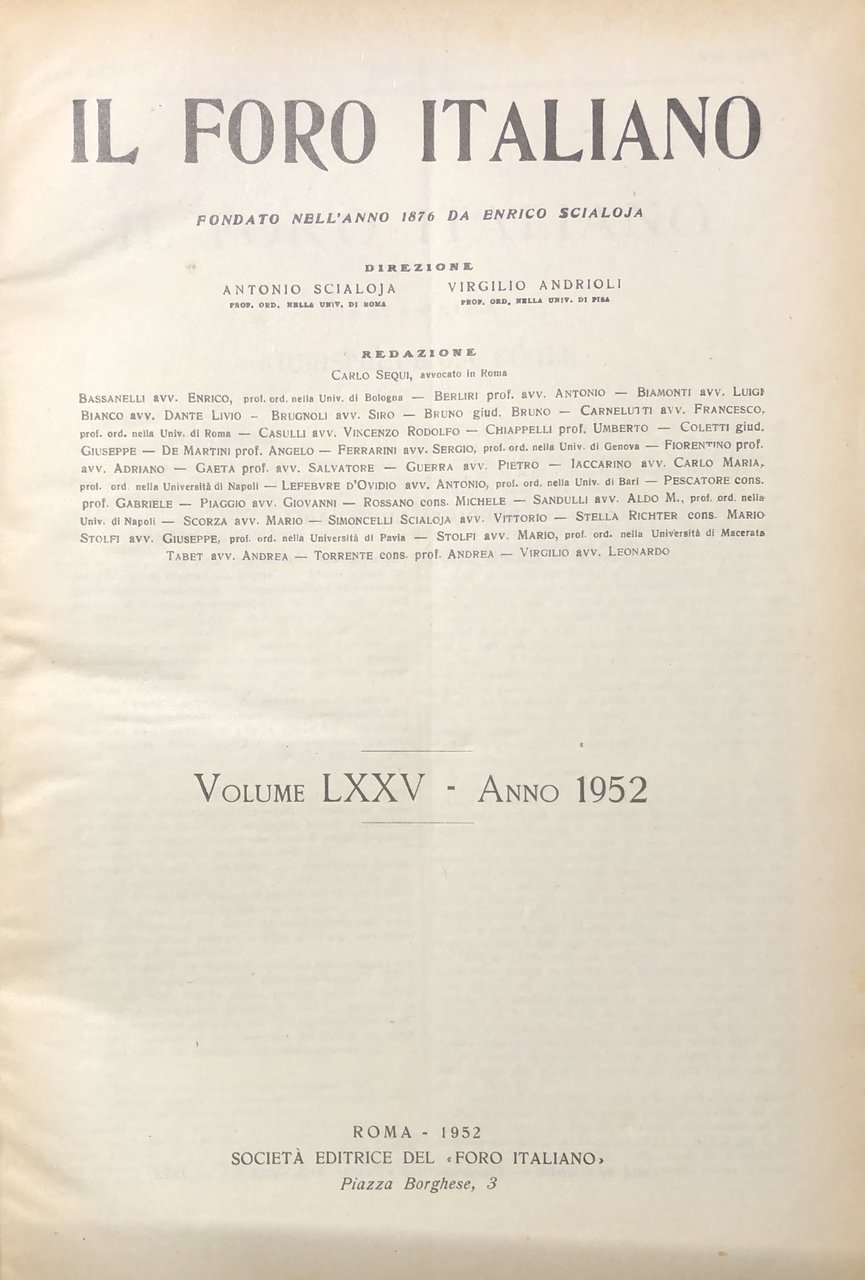 IL FORO ITALIANO
FONDATO NELL'ANNO 1876 DA ENRICO SCIALOJA
DIREZIONE
ANTONIO SCIALOJA VIRGILIO ANDRIOLI
PROF. ORD. NELLA UNIV. DI ROMA PROF. ORD. NELLA UNIV. DI PISA
REDAZIONE
CARLO SEQUI, avvocato in Roma
BASSANELLI AVV. ENRICO, prof. ord. nella Univ. di Bologna — BERLIRI prof. avv. ANTONIO — BIAMONTI avv. LUIGI
BIANCO avv. DANTE LIVIO – BRUGNOLI avv. SIRO — BRUNO giud. BRUNO — CARNELUTTI avv. FRANCESCO,
prof. ord. nella Univ. di Roma — CASULLI avv. VINCENZO RODOLFO — CHIAPPELLI prof. UMBERTO — COLETTI giud.
GIUSEPPE — DE MARTINI prof. ANGELO — FERRARINI avv. SERGIO, prof. ord. nella Univ. di Genova — FIORENTINO prof.
avv. ADRIANO — GAETA prof. avv. SALVATORE — GUERRA avv. PIETRO — IACCARINO avv. CARLO MARIA,
prof. ord. nella Università di Napoli — LEFEBVRE D'OVIDIO avv. ANTONIO, prof. ord. nella Univ. di Bari — PESCATORE cons.
prof. GABRIELE — PIAGGIO avv. GIOVANNI — ROSSANO cons. MICHELE — SANDULLI avv. ALDO M., prof. ord. nella
Univ. di Napoli — SCORZA avv. MARIO — SIMONCELLI SCIALOJA avv. VITTORIO — STELLA RICHTER cons. MARIO
STOLFI avv. GIUSEPPE, prof. ord. nella Università di Pavia — STOLFI avv. MARIO, prof. ord. nella Università di Macerata
TABET avv. ANDREA — TORRENTE cons. prof. ANDREA — VIRGILIO avv. LEONARDO
VOLUME LXXV - ANNO 1952
ROMA - 1952
SOCIETÀ EDITRICE DEL «FORO ITALIANO»
Piazza Borghese, 3